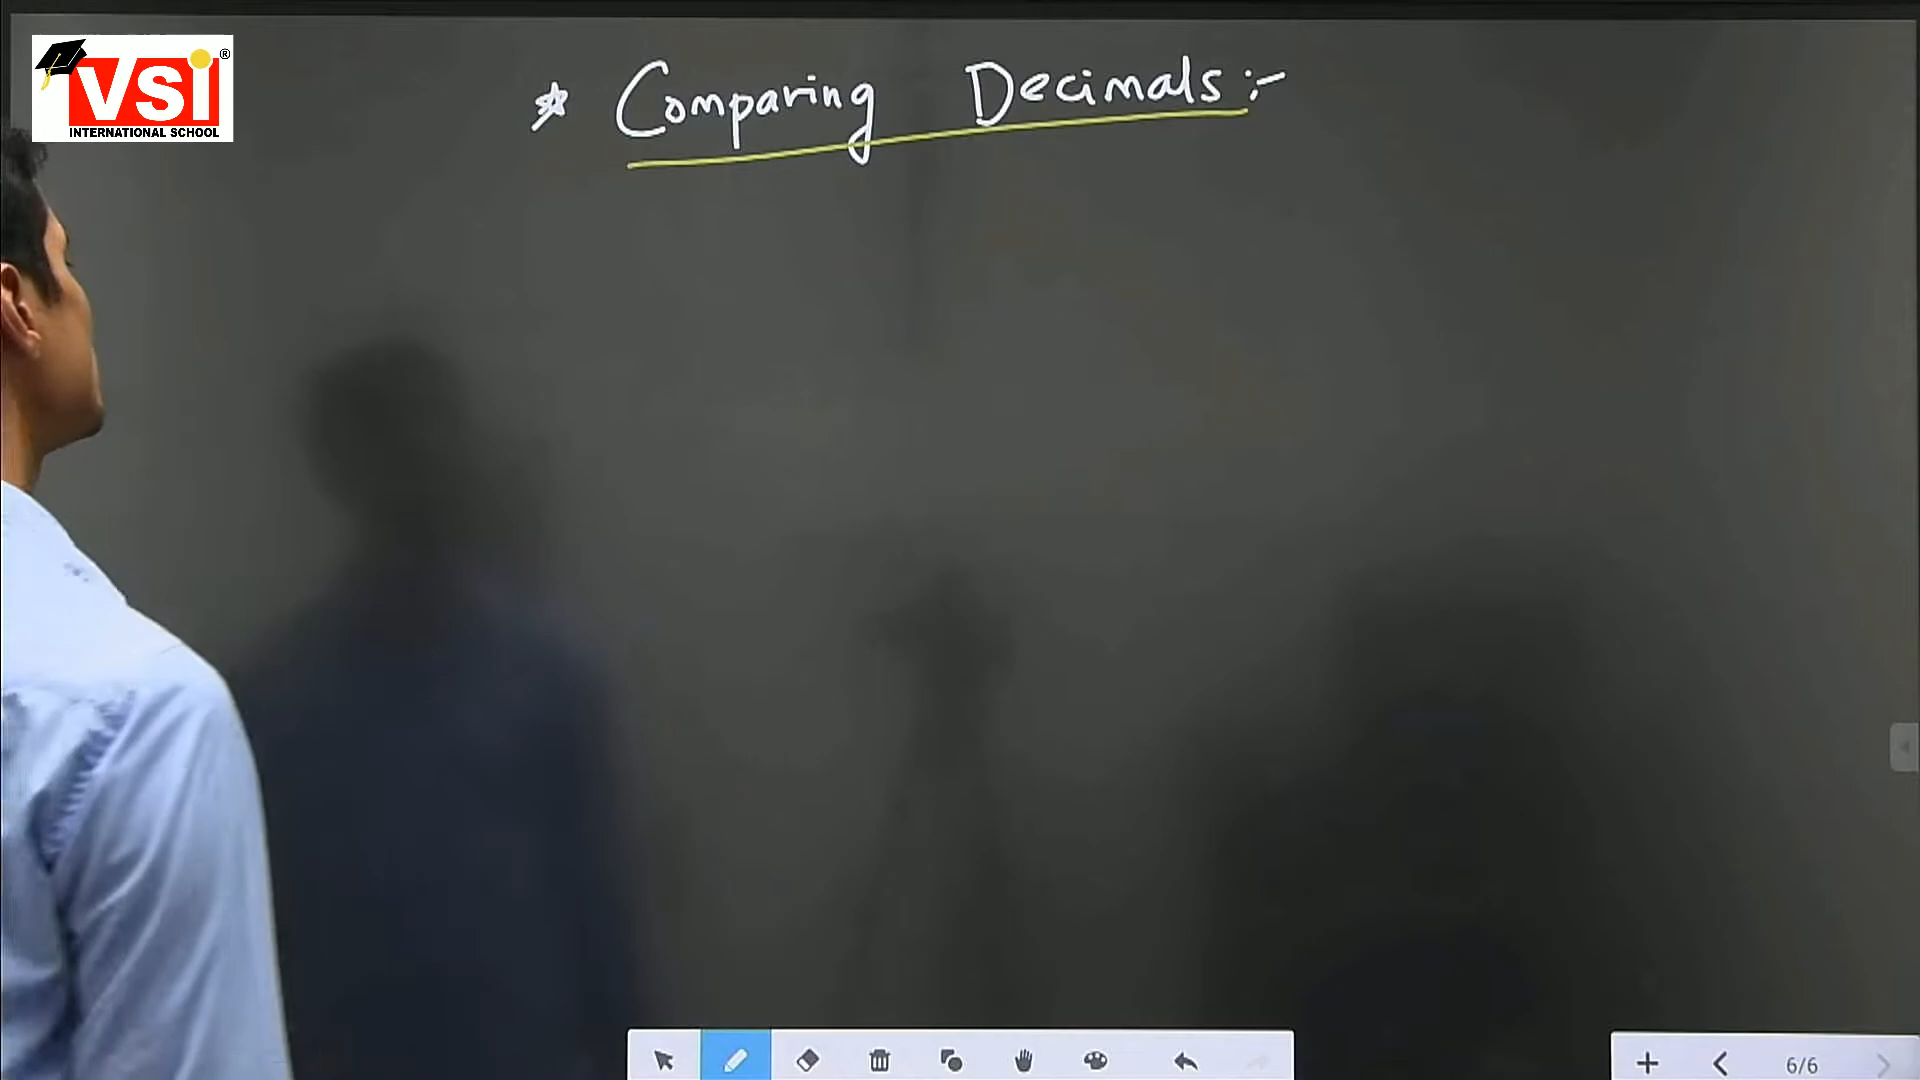 VSI ®
INTERNATIONAL SCHOOL
* Comparing Decimals :-
6/6